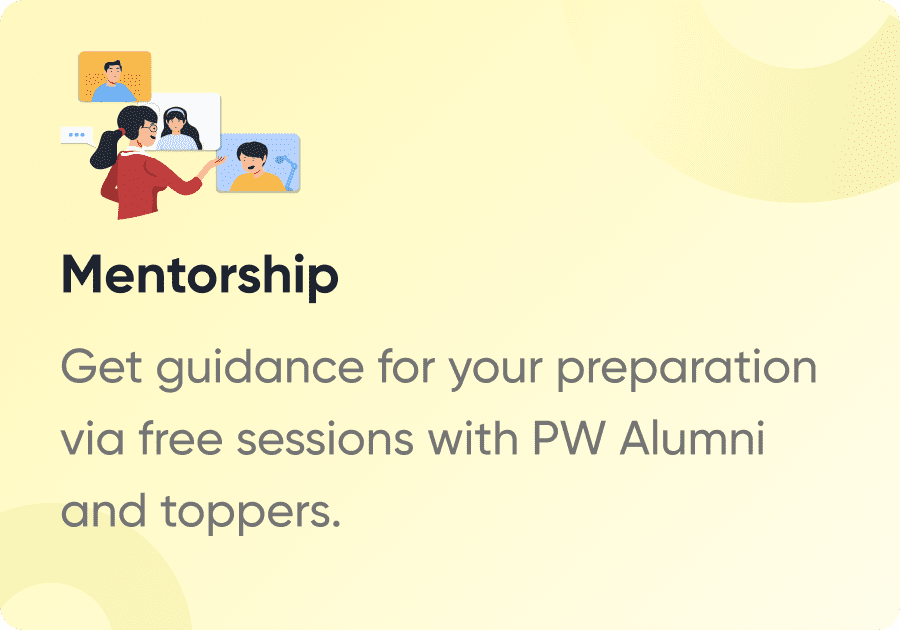 Mentorship
Get guidance for your preparation
via free sessions with PW Alumni
and toppers.